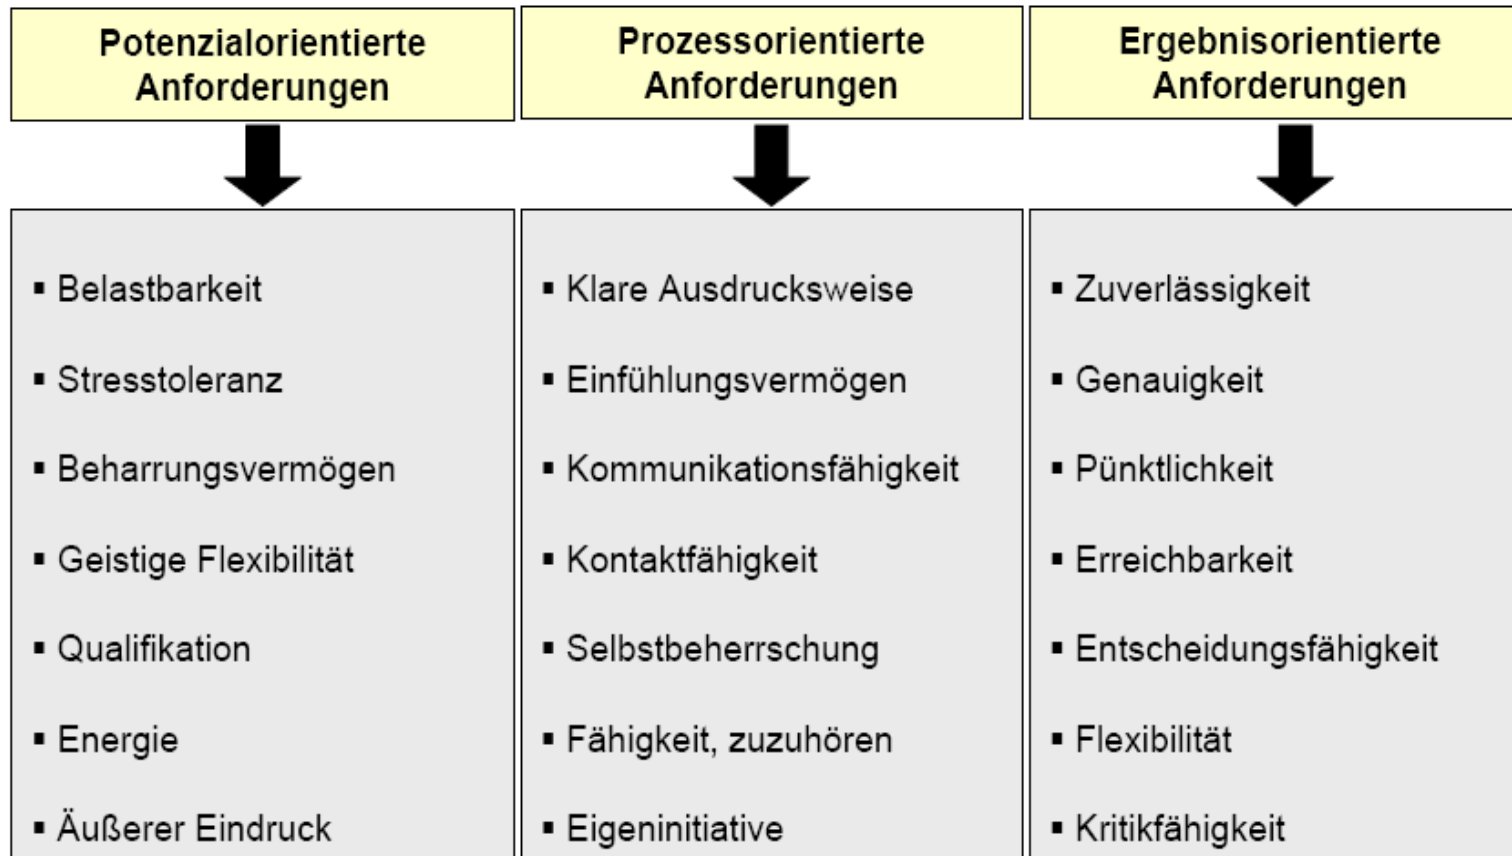 Potenzialorientierte
Anforderungen
Prozessorientierte
Anforderungen
Ergebnisorientierte
Anforderungen
▪ Belastbarkeit
▪ Stresstoleranz
▪ Beharrungsvermögen
▪ Geistige Flexibilität
▪ Qualifikation
▪ Energie
▪ Äußerer Eindruck
▪ Klare Ausdrucksweise
▪ Einfühlungsvermögen
▪ Kommunikationsfähigkeit
▪ Kontaktfähigkeit
▪ Selbstbeherrschung
▪ Fähigkeit, zuzuhören
▪ Eigeninitiative
▪ Zuverlässigkeit
▪ Genauigkeit
▪ Pünktlichkeit
▪ Erreichbarkeit
▪ Entscheidungsfähigkeit
▪ Flexibilität
▪ Kritikfähigkeit